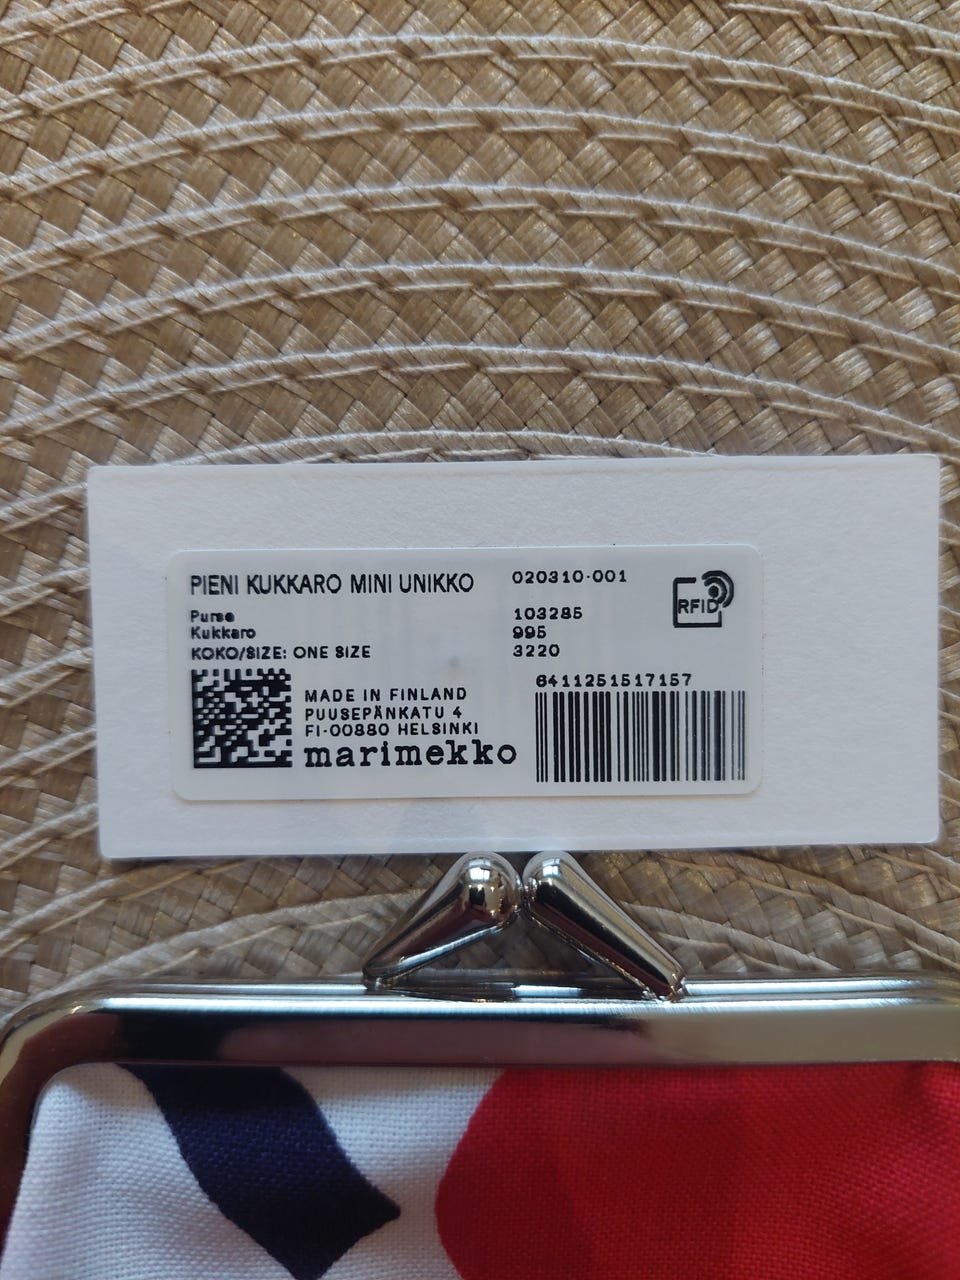 PIENI KUKKARO MINI UNIKKO
020310-001
RFID
Purse
103285
Kukkaro
995
KOKO/SIZE: ONE SIZE
3220
6411251517157
MADE IN FINLAND
PUUSEPÄNKATU 4
FI-00880 HELSINKI
marimekko